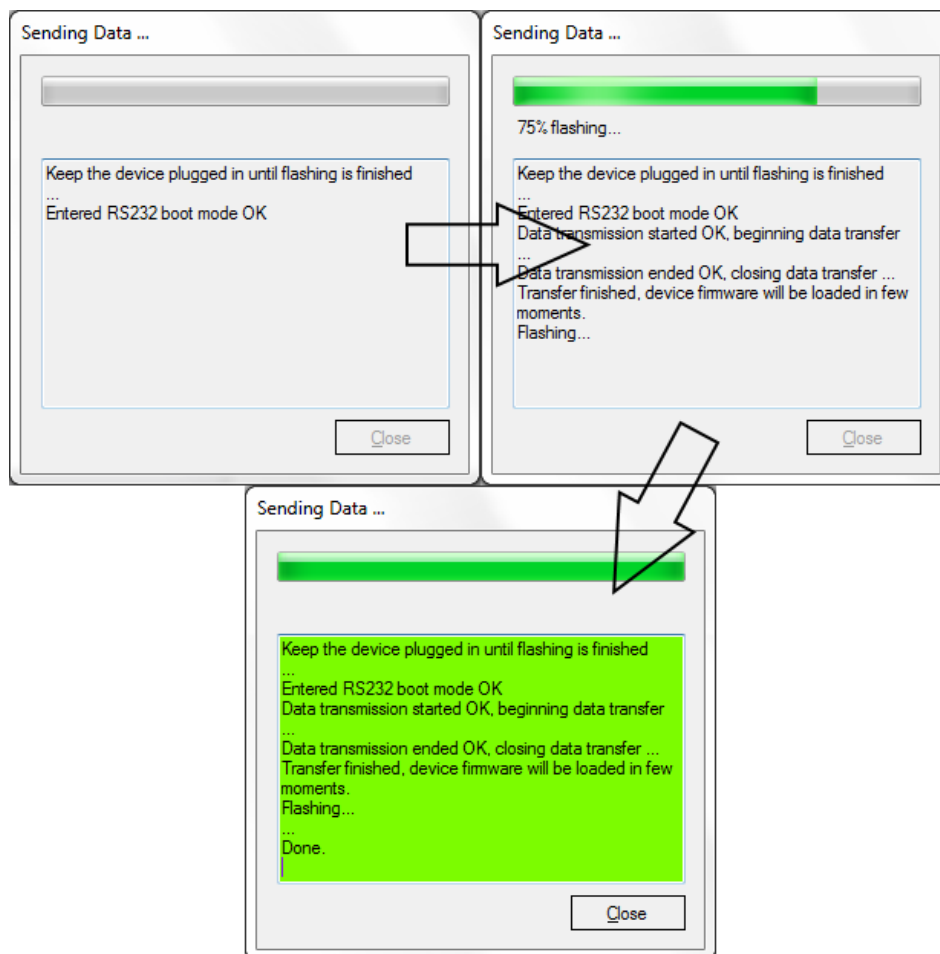 Sending Data ...
Keep the device plugged in until flashing is finished
...
Entered RS232 boot mode OK
Close
Sending Data ...
75% flashing...
Keep the device plugged in until flashing is finished
...
Entered RS232 boot mode OK
Data transmission started OK, beginning data transfer
...
Data transmission ended OK, closing data transfer ...
Transfer finished, device firmware will be loaded in few
moments.
Flashing...
Close
Sending Data ...
Keep the device plugged in until flashing is finished
...
Entered RS232 boot mode OK
Data transmission started OK, beginning data transfer
...
Data transmission ended OK, closing data transfer ...
Transfer finished, device firmware will be loaded in few
moments.
Flashing...
...
Done.
Close